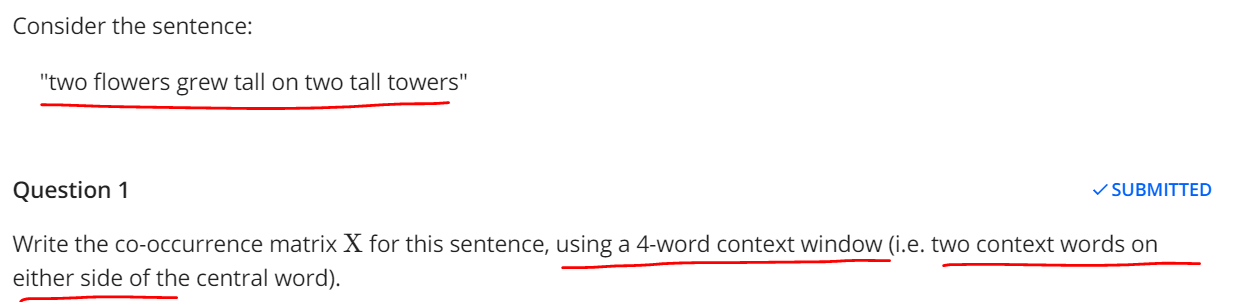 Consider the sentence:
"two flowers grew tall on two tall towers"
Question 1
✓ SUBMITTED
Write the co-occurrence matrix X for this sentence, using a 4-word context window (i.e. two context words on
either side of the central word).